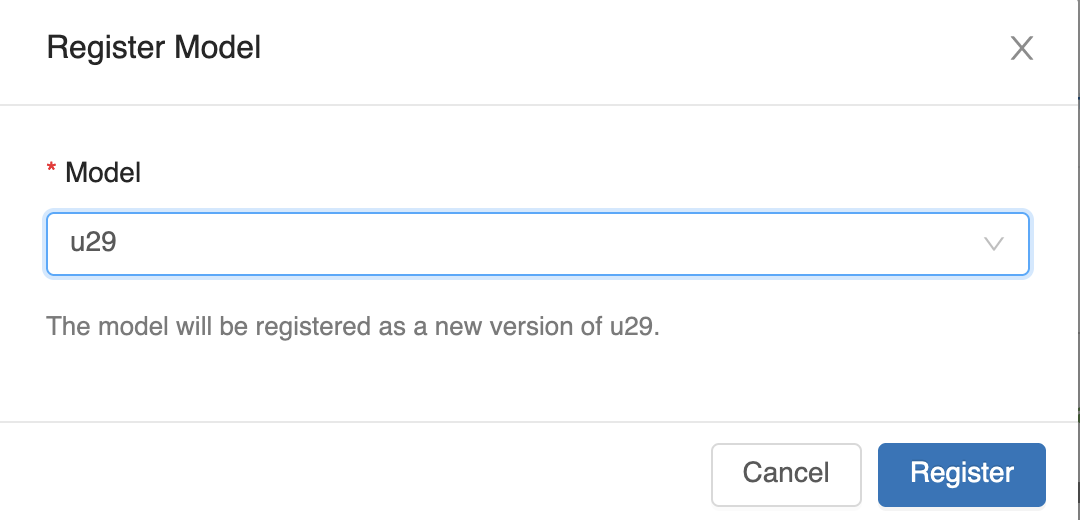 Register Model
* Model
u29
The model will be registered as a new version of u29.
Cancel Register